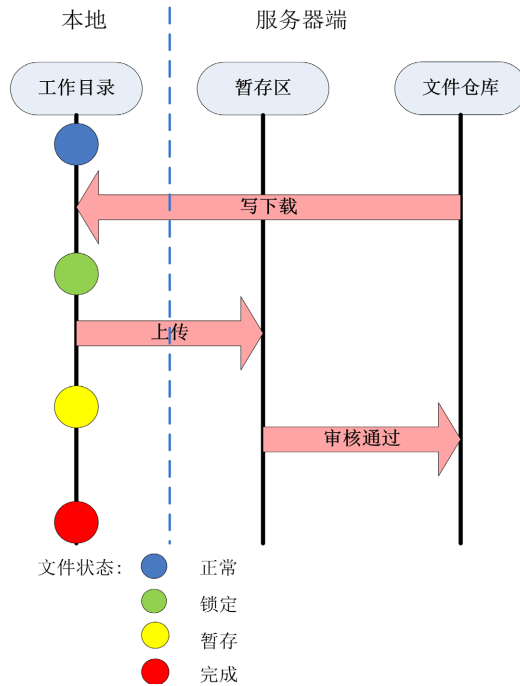 本地
服务器端
工作目录
暂存区
文件仓库
写下载
上传
审核通过
文件状态:
正常
锁定
暂存
完成